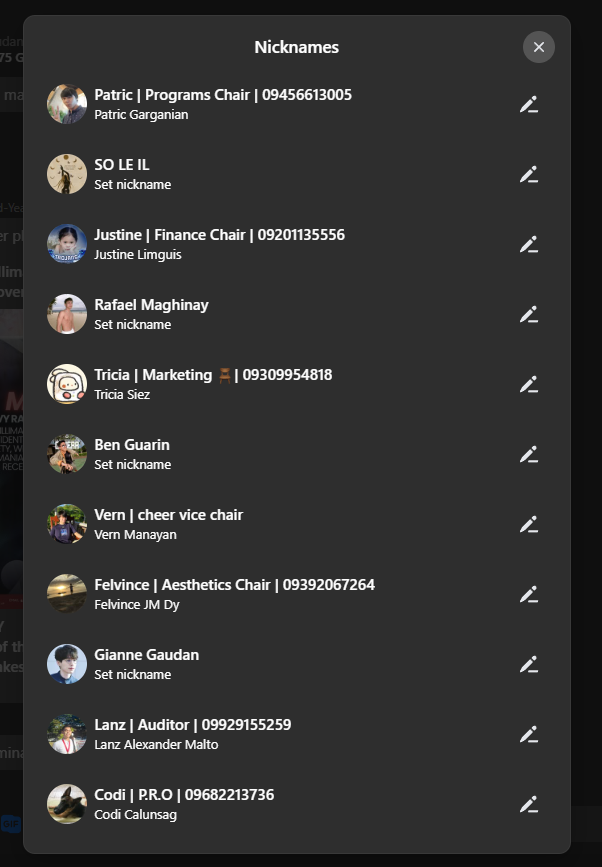 Nicknames
Patric | Programs Chair | 09456613005
Patric Garganian
SO LE IL
Set nickname
Justine | Finance Chair | 09201135556
Justine Limguis
Rafael Maghinay
Set nickname
Tricia | Marketing 🪑 | 09309954818
Tricia Siez
Ben Guarin
Set nickname
Vern | cheer vice chair
Vern Manayan
Felvince | Aesthetics Chair | 09392067264
Felvince JM Dy
Gianne Gaudan
Set nickname
Lanz | Auditor | 09929155259
Lanz Alexander Malto
Codi | P.R.O | 09682213736
Codi Calunsag